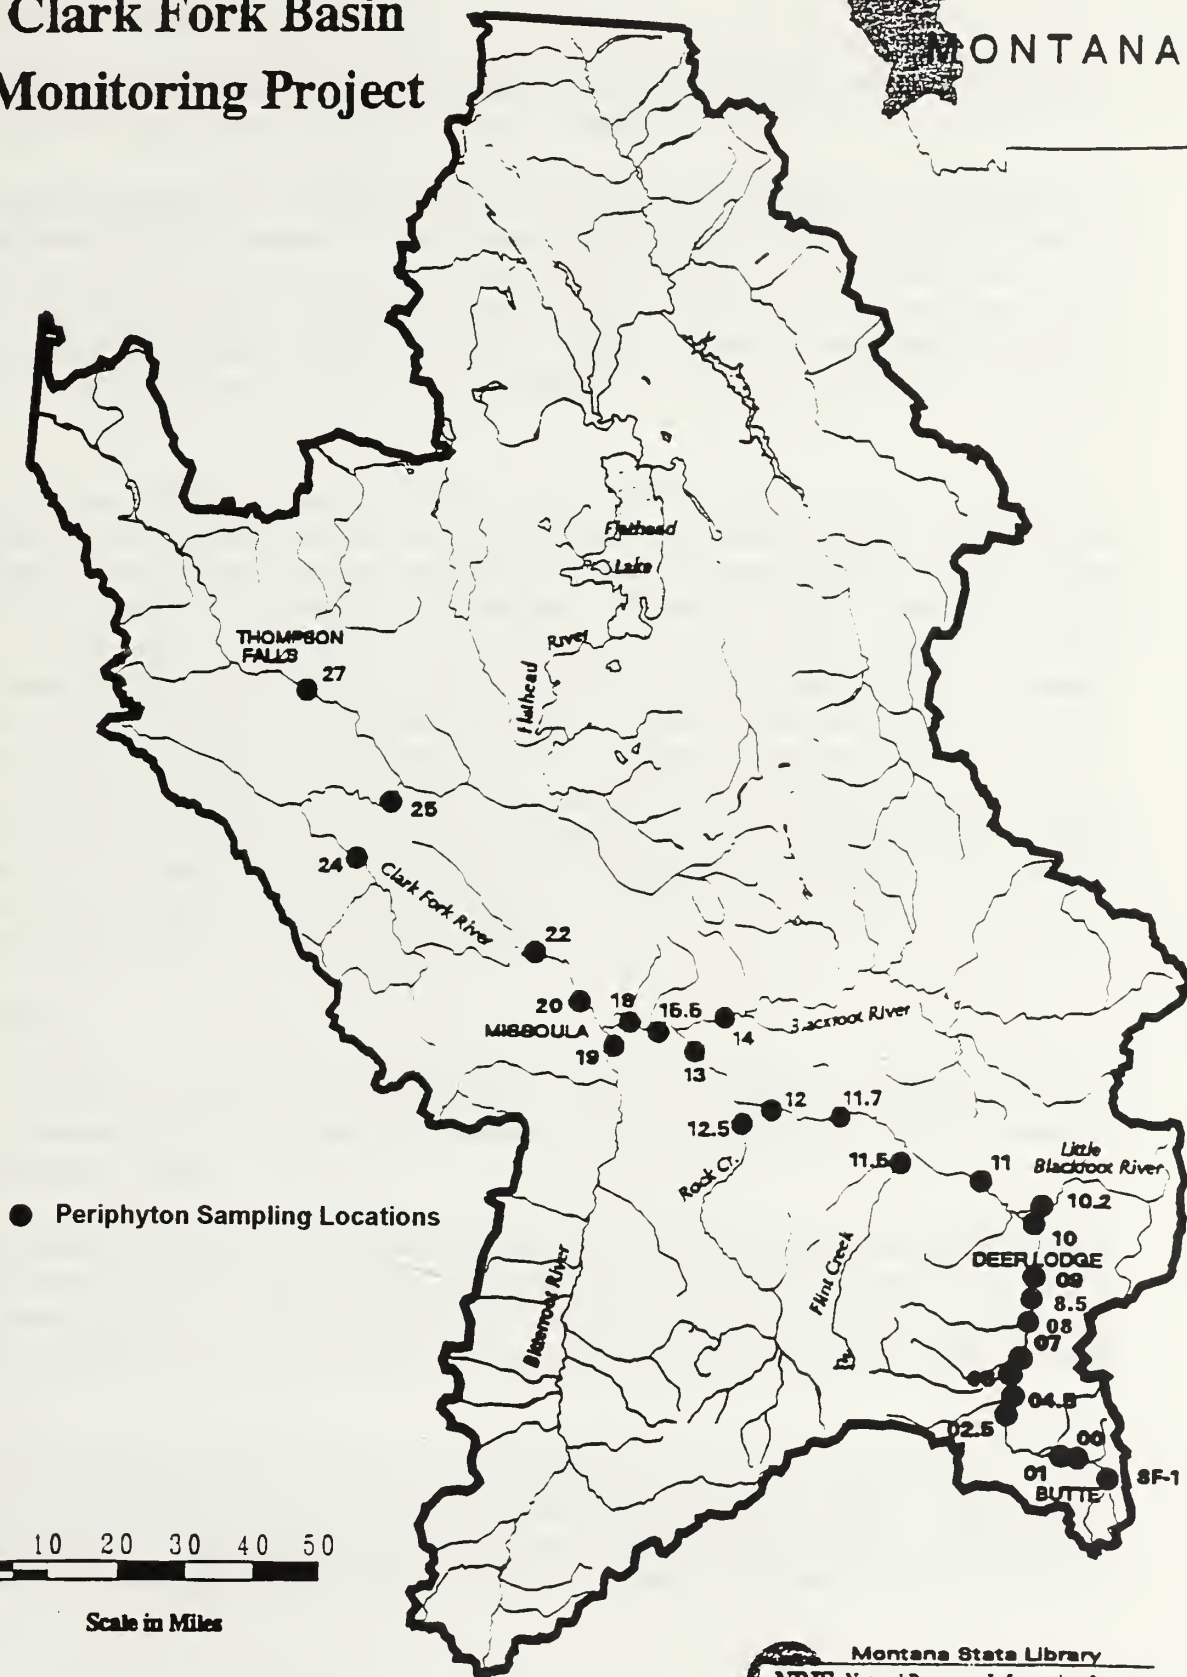 Clark Fork Basin
Monitoring Project
MONTANA
Flathead
Lake
River
Flathead
THOMPSON
FALLS
27
25
24
Clark Fork River
22
20
18
15.5
MISSOULA
19
14
Blackfoot River
13
12
11.7
12.5
Rock Cr.
11.5
11
Little
Blackfoot River
10.2
10
DEER LODGE
09
8.5
08
07
Periphyton Sampling Locations
Bitterroot River
Flint Creek
04.5
02.5
00
01
SF-1
BUTTE
10 20 30 40 50
Scale in Miles
Montana State Library